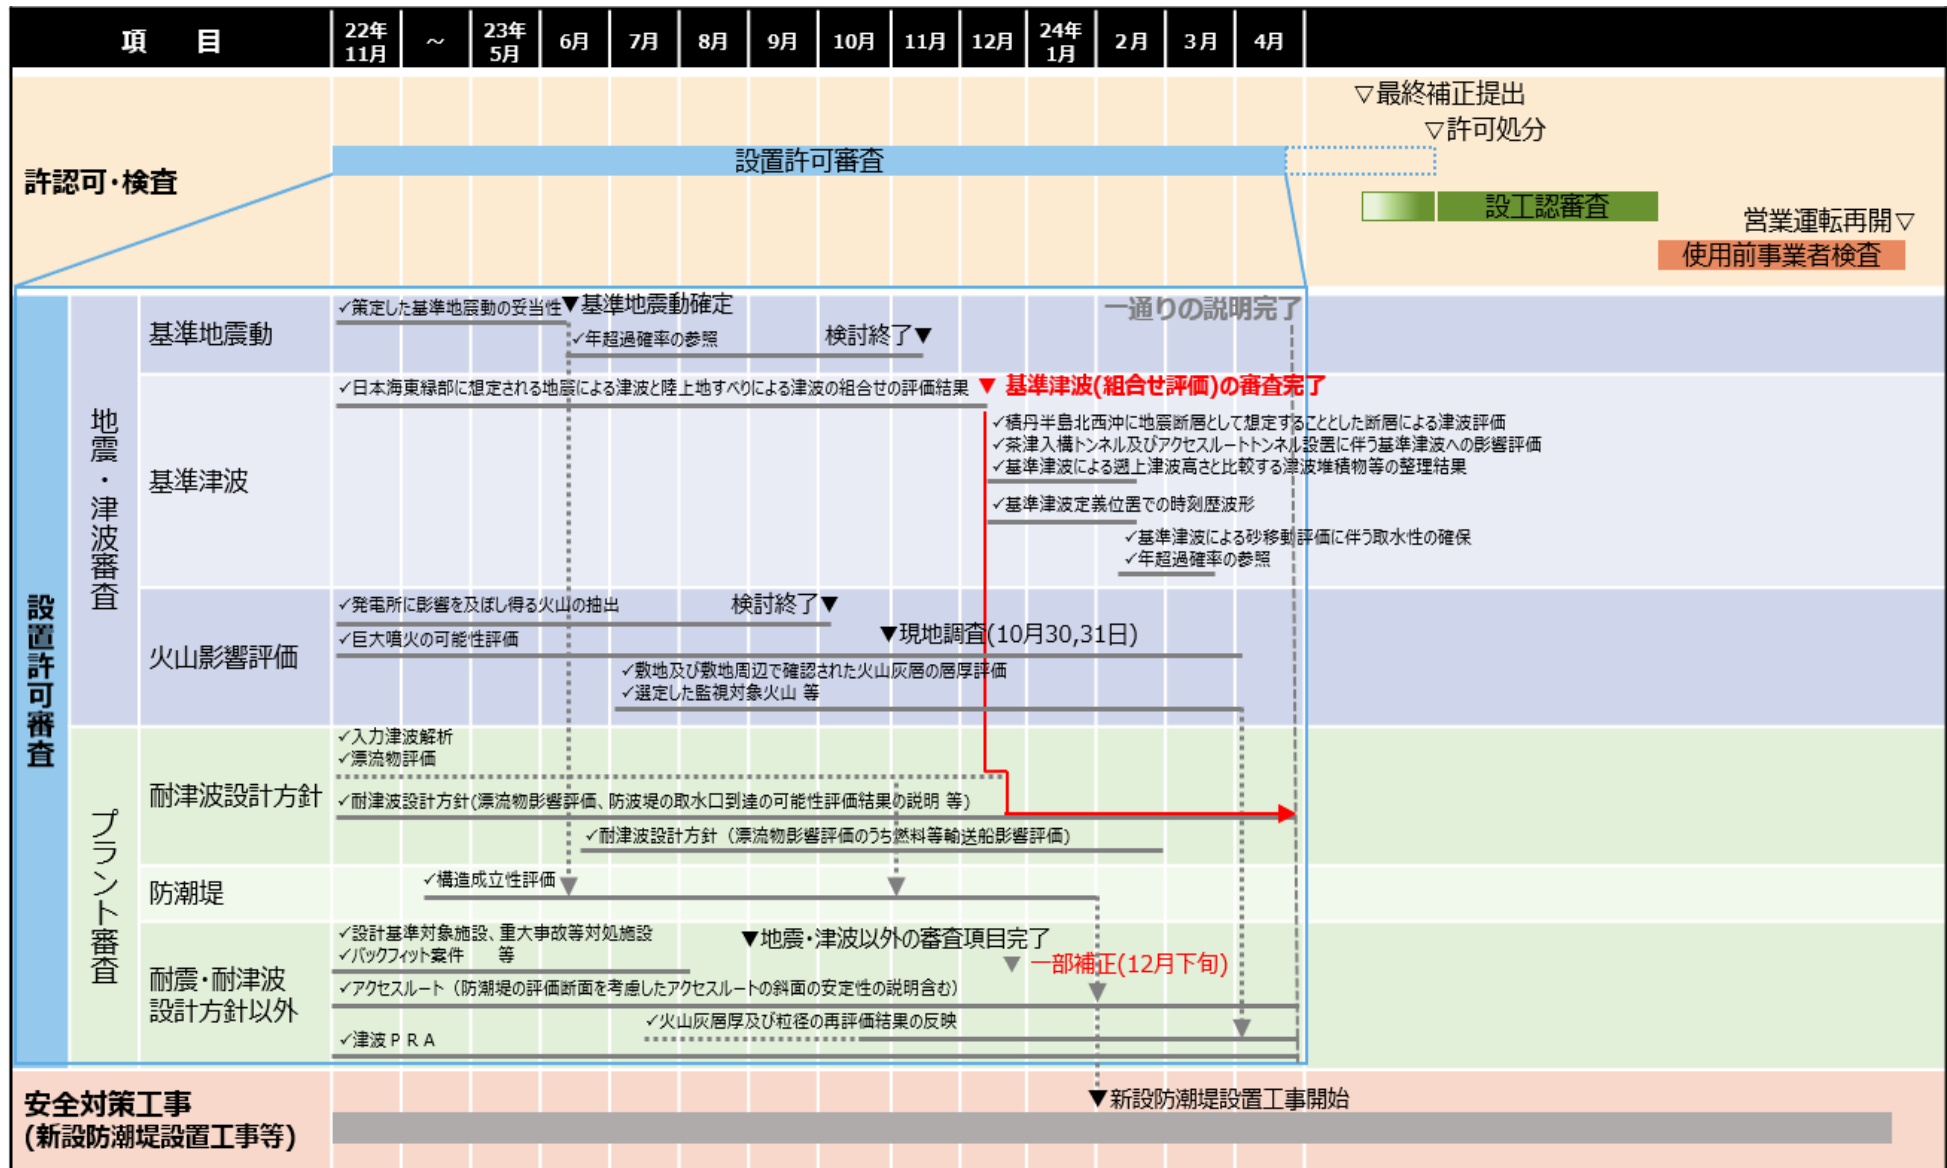 項　目
22年
11月
～
23年
5月
6月
7月
8月
9月
10月
11月
12月
24年
1月
2月
3月
4月
許認可・検査
▽最終補正提出
▽許可処分
設置許可審査
設工認審査
営業運転再開▽
使用前事業者検査
設置許可審査
地震・津波審査
基準地震動
✓策定した基準地震動の妥当性
▼基準地震動確定
✓年超過確率の参照
検討終了▼
一通りの説明完了
基準津波
✓日本海東縁部に想定される地震による津波と陸上地すべりによる津波の組合せの評価結果
▼ 基準津波(組合せ評価)の審査完了
✓積丹半島北西沖に地震断層として想定することとした断層による津波評価
✓茶津入構トンネル及びアクセスルートトンネル設置に伴う基準津波への影響評価
✓基準津波による遡上津波高さと比較する津波堆積物等の整理結果
✓基準津波定義位置での時刻歴波形
✓基準津波による砂移動評価に伴う取水性の確保
✓年超過確率の参照
火山影響評価
✓発電所に影響を及ぼし得る火山の抽出
検討終了▼
✓巨大噴火の可能性評価
▼現地調査(10月30,31日)
✓敷地及び敷地周辺で確認された火山灰層の層厚評価
✓選定した監視対象火山 等
プラント審査
耐津波設計方針
✓入力津波解析
✓漂流物評価
✓耐津波設計方針(漂流物影響評価、防波堤の取水口到達の可能性評価結果の説明 等)
✓耐津波設計方針（漂流物影響評価のうち燃料等輸送船影響評価)
防潮堤
✓構造成立性評価
耐震・耐津波
設計方針以外
✓設計基準対象施設、重大事故等対処施設
✓バックフィット案件　等
▼地震・津波以外の審査項目完了
▼ 一部補正(12月下旬)
✓アクセスルート（防潮堤の評価断面を考慮したアクセスルートの斜面の安定性の説明含む）
✓火山灰層厚及び粒径の再評価結果の反映
✓津波ＰＲＡ
安全対策工事
(新設防潮堤設置工事等)
▼新設防潮堤設置工事開始